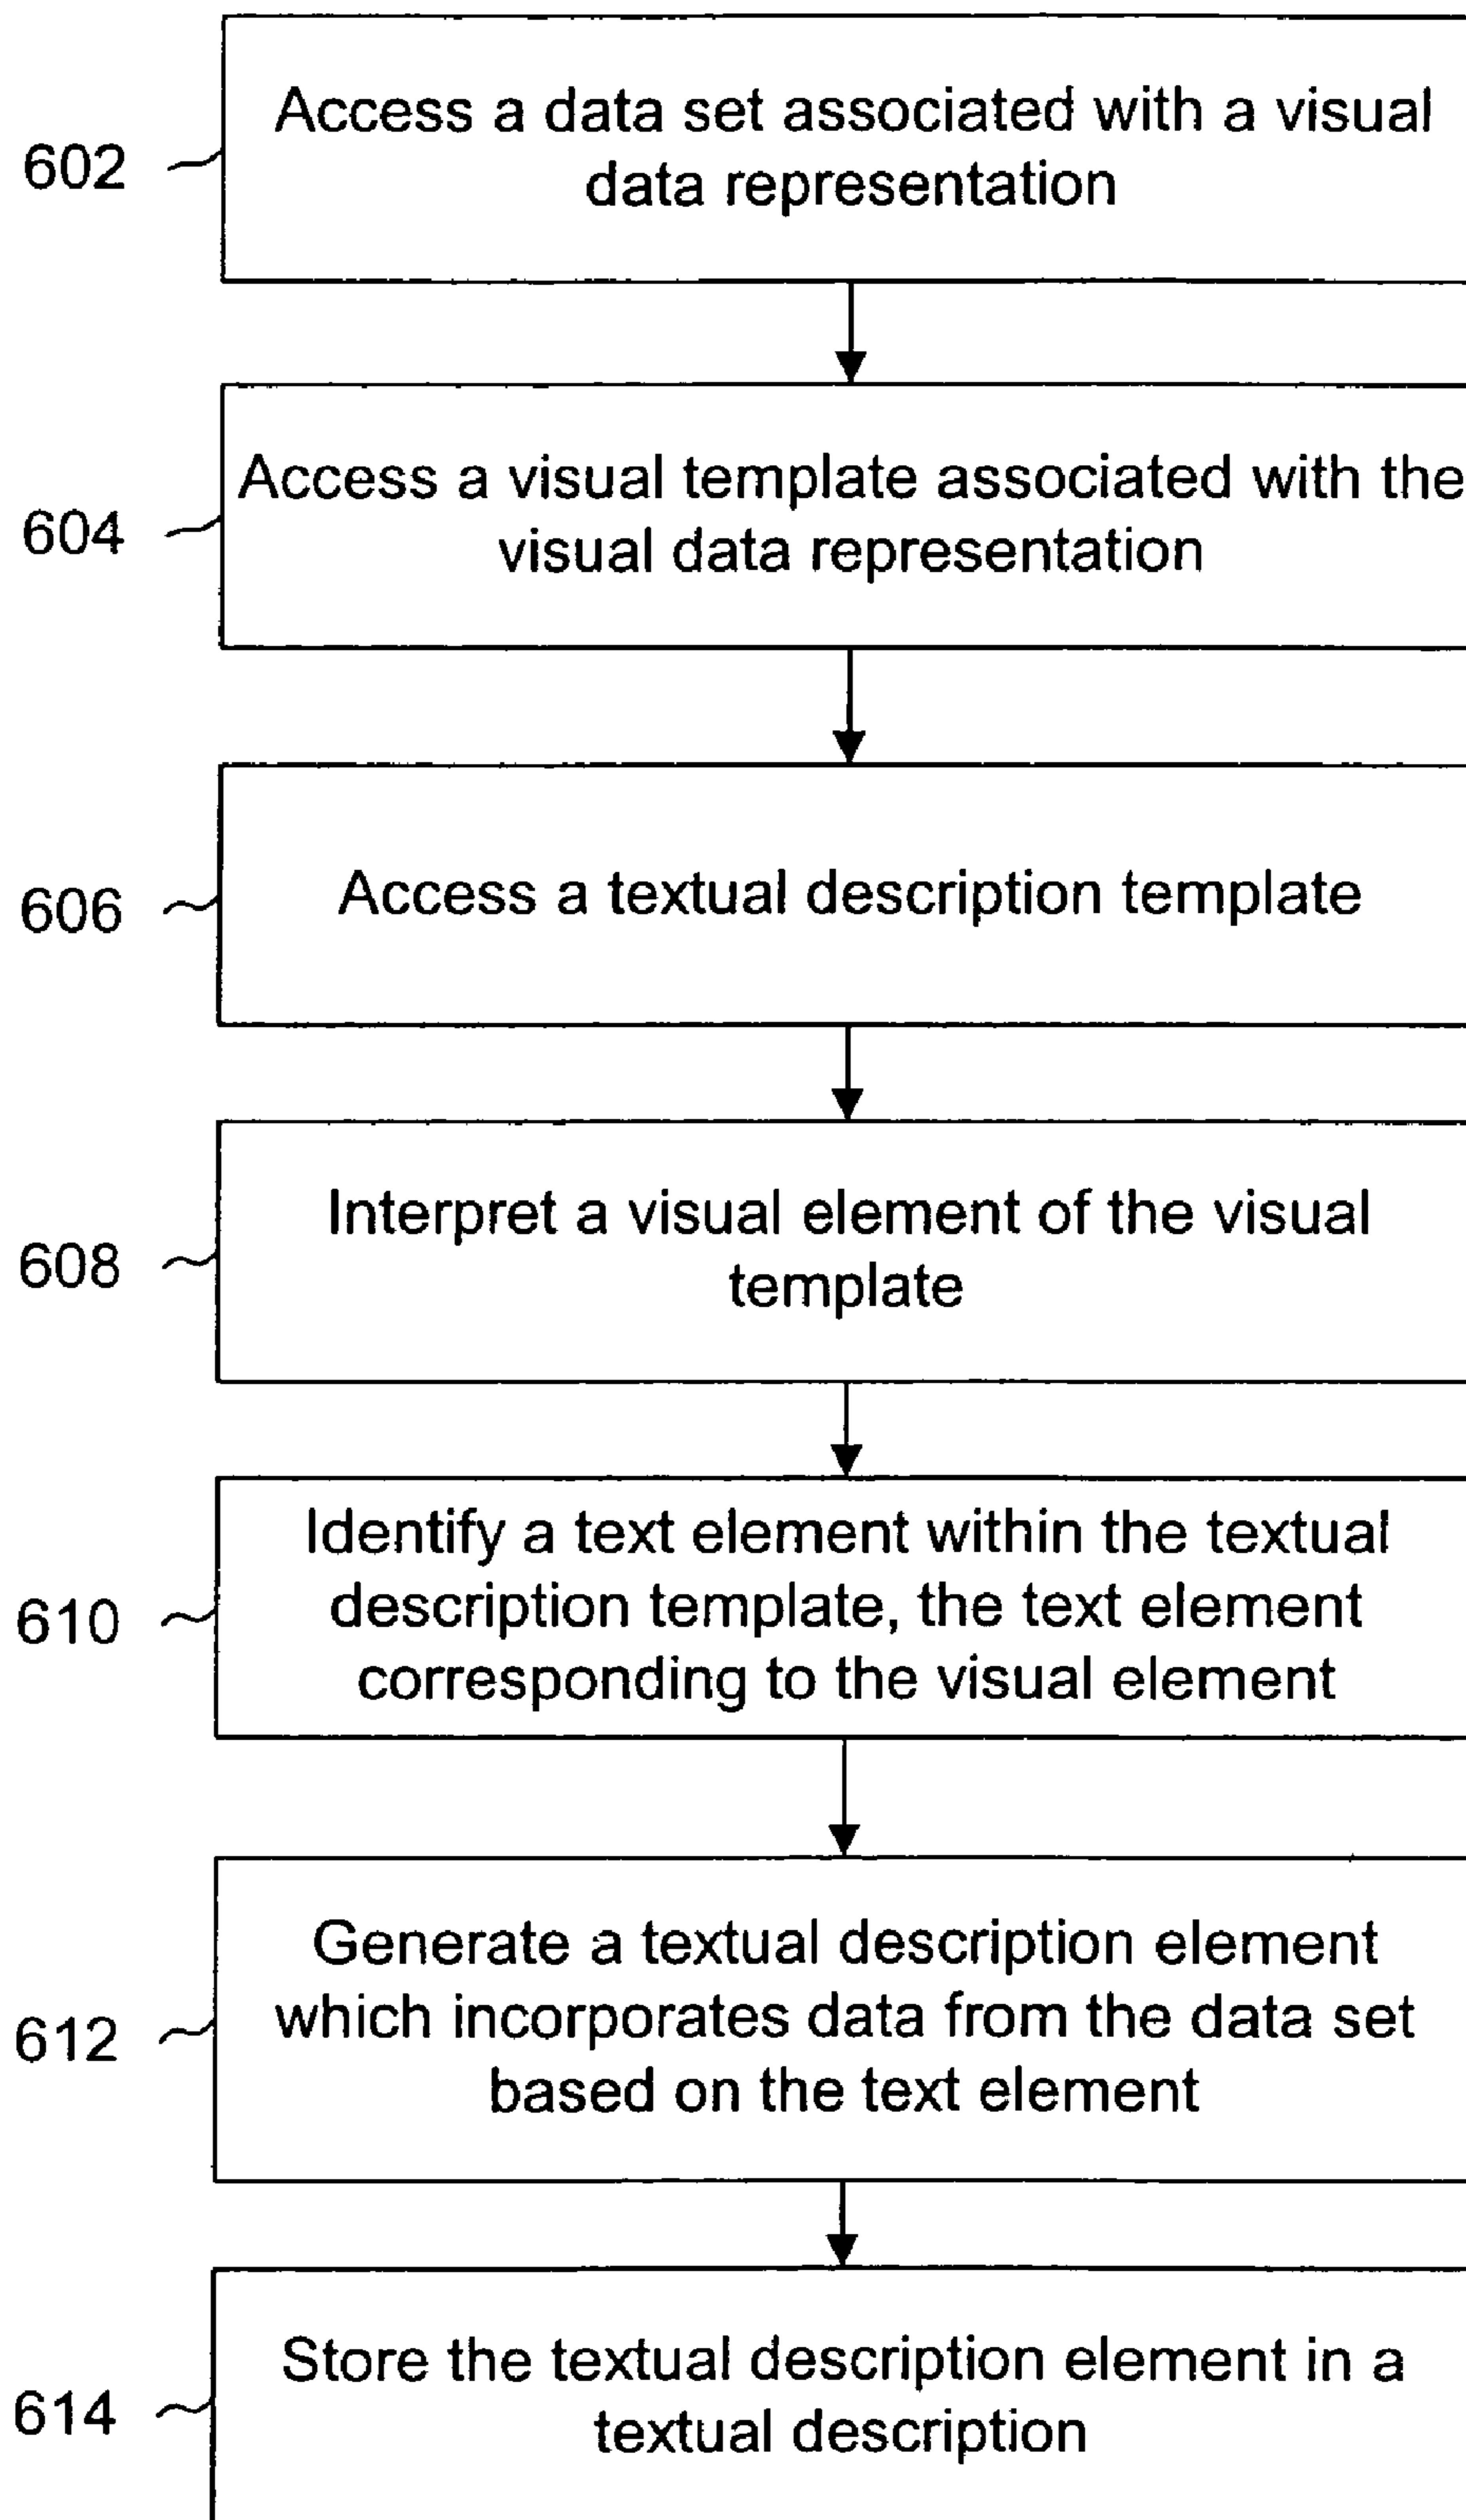 Access a data set associated with a visual
data representation
602
Access a visual template associated with the
visual data representation
604
Access a textual description template
606
Interpret a visual element of the visual
template
608
Identify a text element within the textual
description template, the text element
corresponding to the visual element
610
Generate a textual description element
which incorporates data from the data set
based on the text element
612
Store the textual description element in a
textual description
614